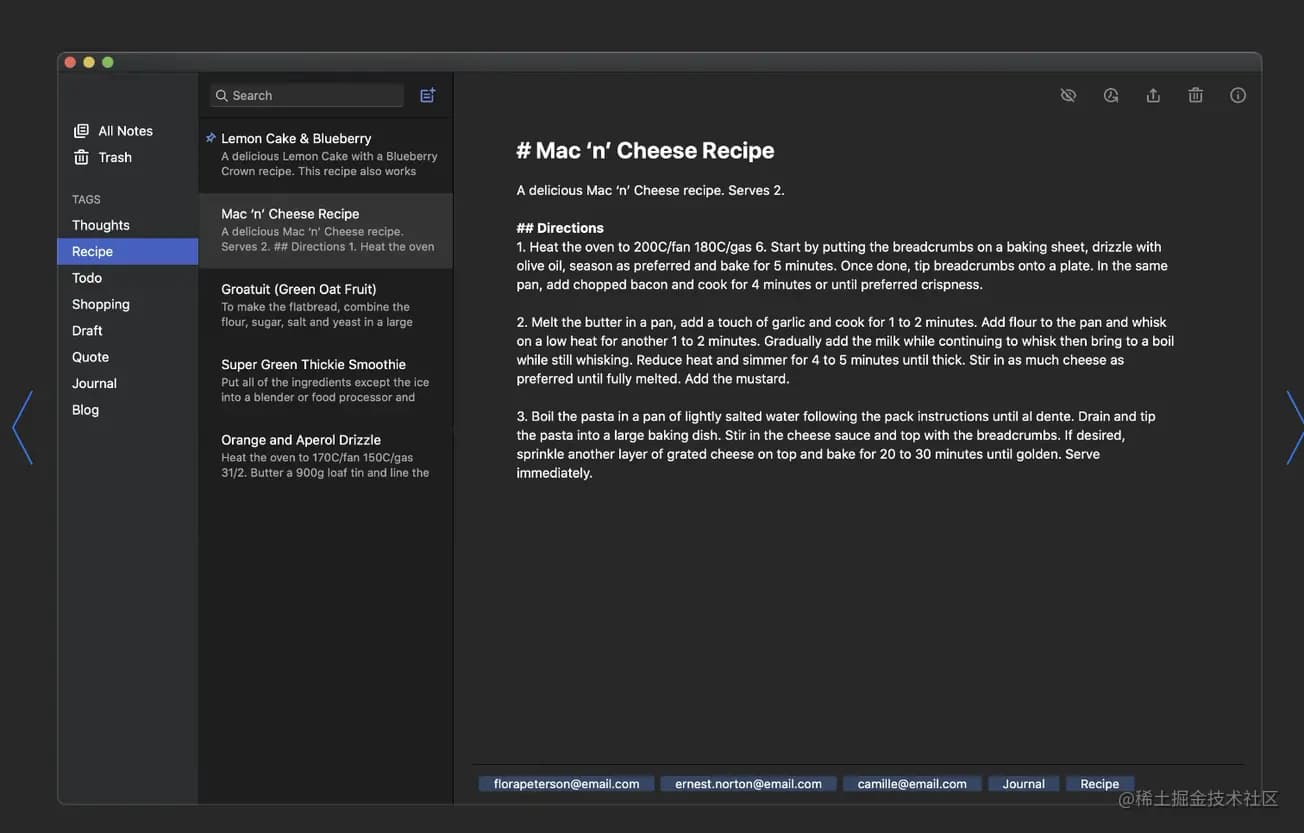 All Notes
Trash
TAGS
Thoughts
Recipe
Todo
Shopping
Draft
Quote
Journal
Blog
Search
Lemon Cake & Blueberry
A delicious Lemon Cake with a Blueberry
Crown recipe. This recipe also works
Mac ‘n’ Cheese Recipe
A delicious Mac ‘n’ Cheese recipe.
Serves 2. ## Directions 1. Heat the oven
Groatuit (Green Oat Fruit)
To make the flatbread, combine the
flour, sugar, salt and yeast in a large
Super Green Thickie Smoothie
Put all of the ingredients except the ice
into a blender or food processor and
Orange and Aperol Drizzle
Heat the oven to 170C/fan 150C/gas
31/2. Butter a 900g loaf tin and line the
# Mac ‘n’ Cheese Recipe
A delicious Mac ‘n’ Cheese recipe. Serves 2.
## Directions
1. Heat the oven to 200C/fan 180C/gas 6. Start by putting the breadcrumbs on a baking sheet, drizzle with
olive oil, season as preferred and bake for 5 minutes. Once done, tip breadcrumbs onto a plate. In the same
pan, add chopped bacon and cook for 4 minutes or until preferred crispness.
2. Melt the butter in a pan, add a touch of garlic and cook for 1 to 2 minutes. Add flour to the pan and whisk
on a low heat for another 1 to 2 minutes. Gradually add the milk while continuing to whisk then bring to a boil
while still whisking. Reduce heat and simmer for 4 to 5 minutes until thick. Stir in as much cheese as
preferred until fully melted. Add the mustard.
3. Boil the pasta in a pan of lightly salted water following the pack instructions until al dente. Drain and tip
the pasta into a large baking dish. Stir in the cheese sauce and top with the breadcrumbs. If desired,
sprinkle another layer of grated cheese on top and bake for 20 to 30 minutes until golden. Serve
immediately.
florapeterson@email.com ernest.norton@email.com camille@email.com Journal Recipe
@稀土掘金技术社区